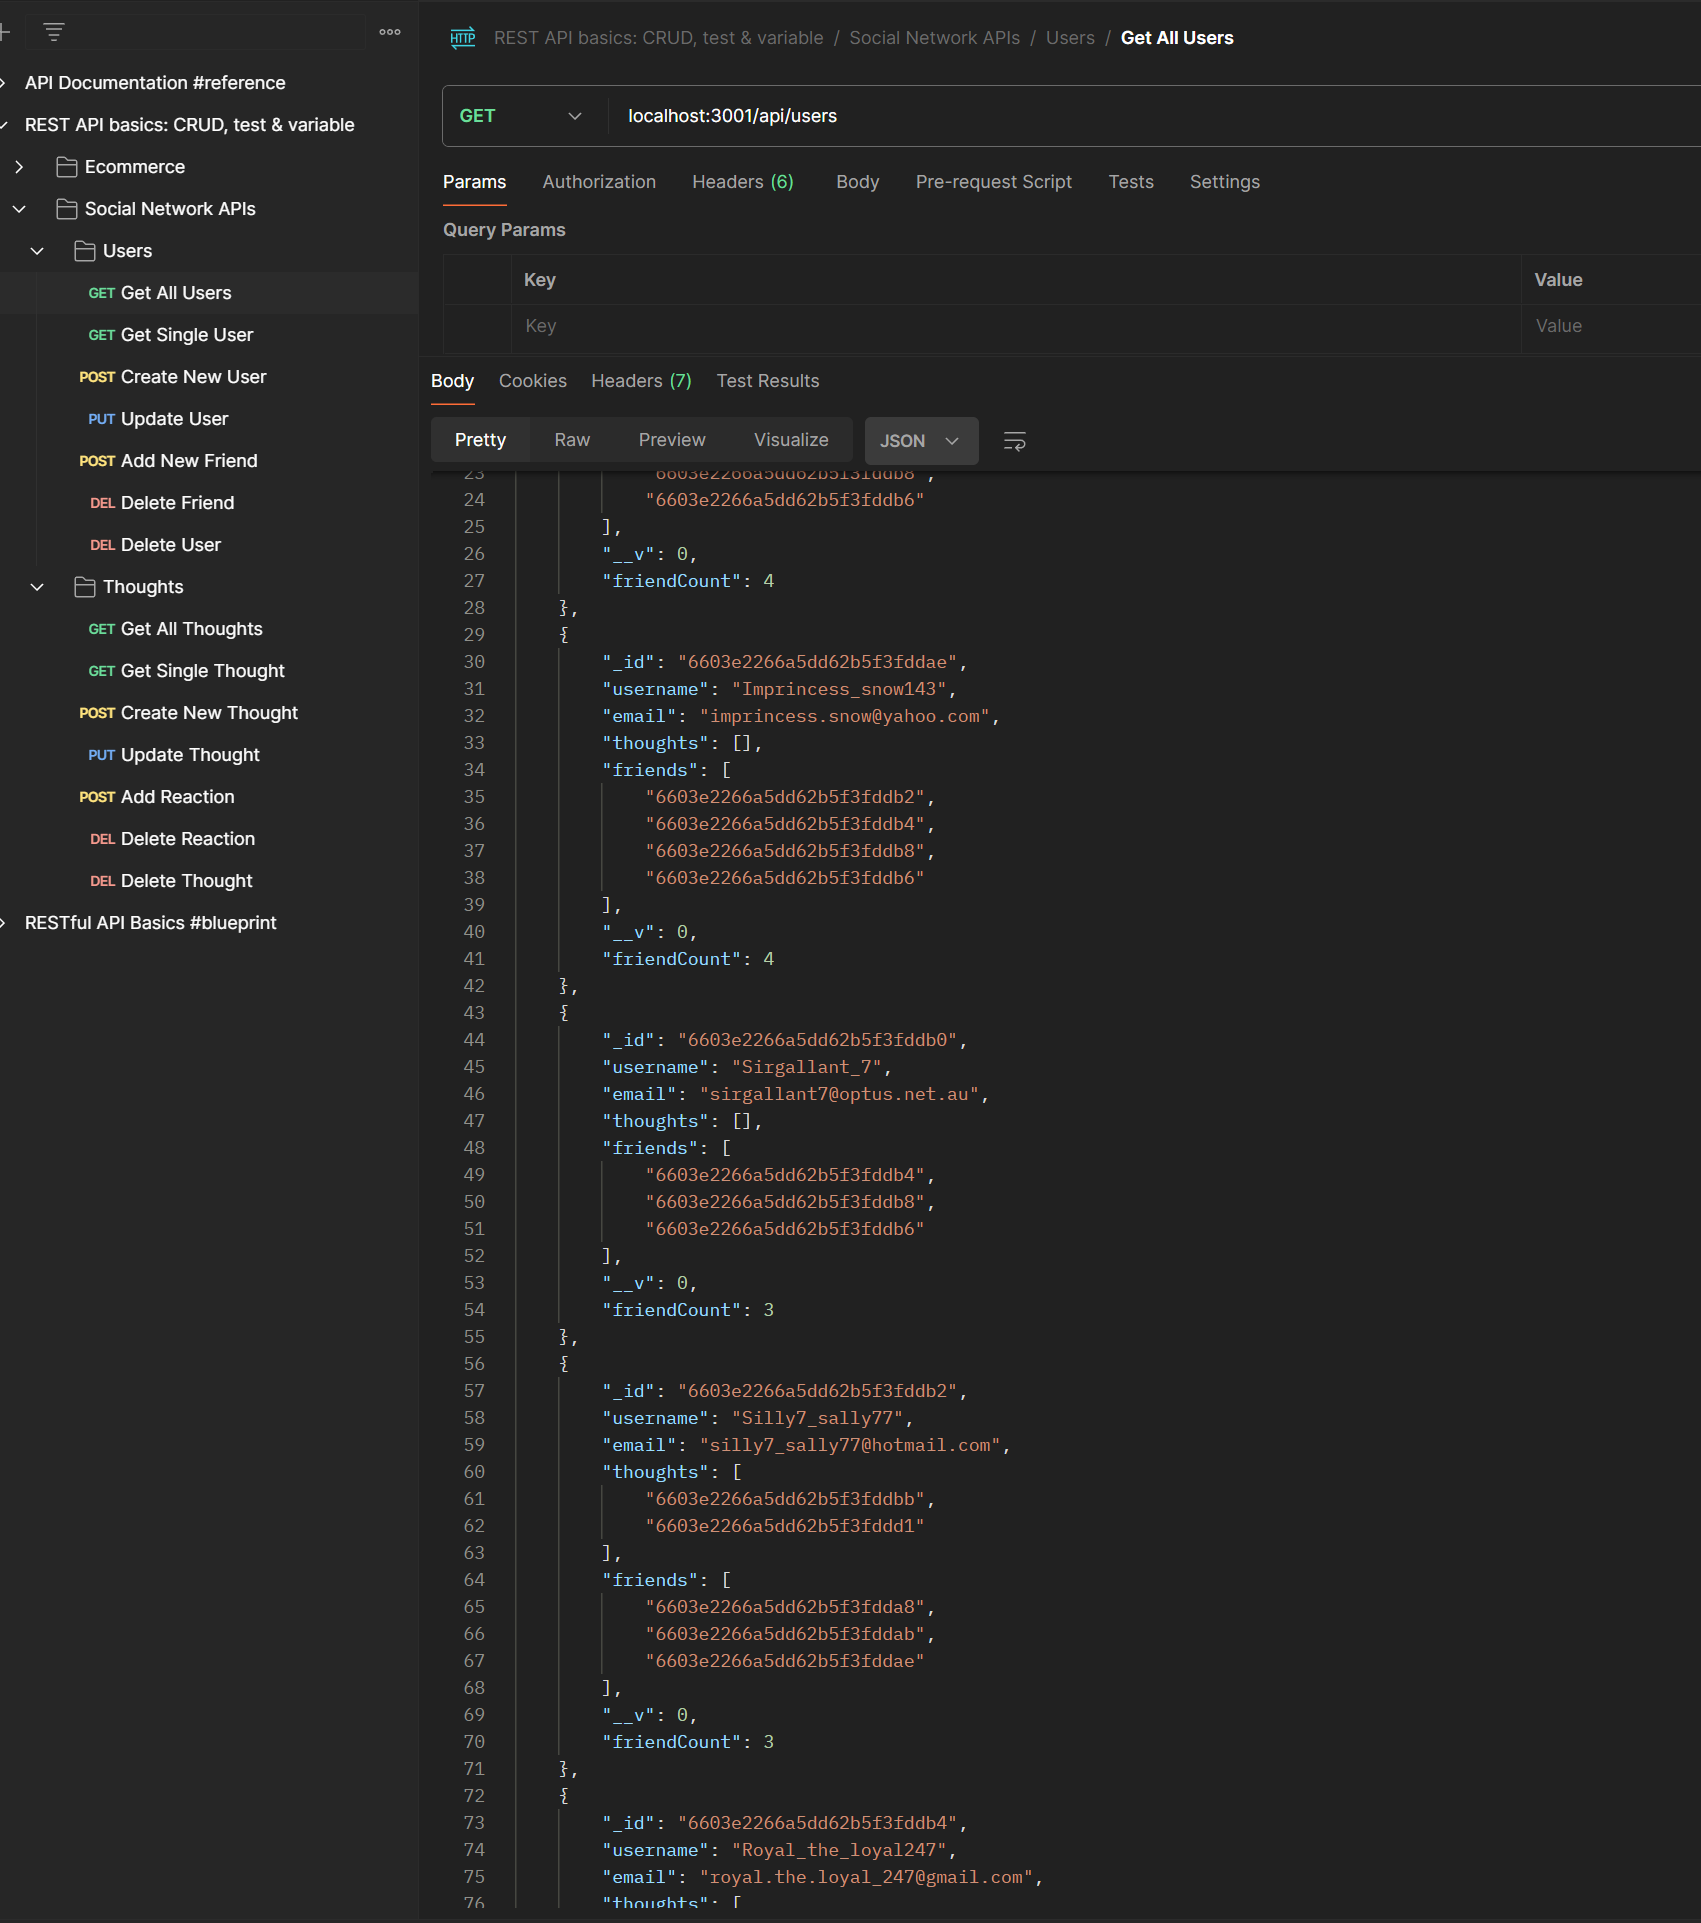 API Documentation #reference
REST API basics: CRUD, test & variable
Ecommerce
Social Network APIs
Users
GET Get All Users
GET Get Single User
POST Create New User
PUT Update User
POST Add New Friend
DEL Delete Friend
DEL Delete User
Thoughts
GET Get All Thoughts
GET Get Single Thought
POST Create New Thought
PUT Update Thought
POST Add Reaction
DEL Delete Reaction
DEL Delete Thought
RESTful API Basics #blueprint
HTTP REST API basics: CRUD, test & variable / Social Network APIs / Users / Get All Users
GET localhost:3001/api/users
Params Authorization Headers (6) Body Pre-request Script Tests Settings
Query Params
Key Value
Key Value
Body Cookies Headers (7) Test Results
Pretty Raw Preview Visualize JSON
23 "6603e2266a5dd62b5f3fddb8",
24 "6603e2266a5dd62b5f3fddb6"
25 ],
26 "__v": 0,
27 "friendCount": 4
28 },
29 {
30 "_id": "6603e2266a5dd62b5f3fddae",
31 "username": "Imprincess_snow143",
32 "email": "imprincess.snow@yahoo.com",
33 "thoughts": [],
34 "friends": [
35 "6603e2266a5dd62b5f3fddb2",
36 "6603e2266a5dd62b5f3fddb4",
37 "6603e2266a5dd62b5f3fddb8",
38 "6603e2266a5dd62b5f3fddb6"
39 ],
40 "__v": 0,
41 "friendCount": 4
42 },
43 {
44 "_id": "6603e2266a5dd62b5f3fddb0",
45 "username": "Sirgallant_7",
46 "email": "sirgallant7@optus.net.au",
47 "thoughts": [],
48 "friends": [
49 "6603e2266a5dd62b5f3fddb4",
50 "6603e2266a5dd62b5f3fddb8",
51 "6603e2266a5dd62b5f3fddb6"
52 ],
53 "__v": 0,
54 "friendCount": 3
55 },
56 {
57 "_id": "6603e2266a5dd62b5f3fddb2",
58 "username": "Silly7_sally77",
59 "email": "silly7_sally77@hotmail.com",
60 "thoughts": [
61 "6603e2266a5dd62b5f3fddbb",
62 "6603e2266a5dd62b5f3fddd1"
63 ],
64 "friends": [
65 "6603e2266a5dd62b5f3fdda8",
66 "6603e2266a5dd62b5f3fddab",
67 "6603e2266a5dd62b5f3fddae"
68 ],
69 "__v": 0,
70 "friendCount": 3
71 },
72 {
73 "_id": "6603e2266a5dd62b5f3fddb4",
74 "username": "Royal_the_loyal247",
75 "email": "royal.the.loyal_247@gmail.com",
76 "thoughts": [